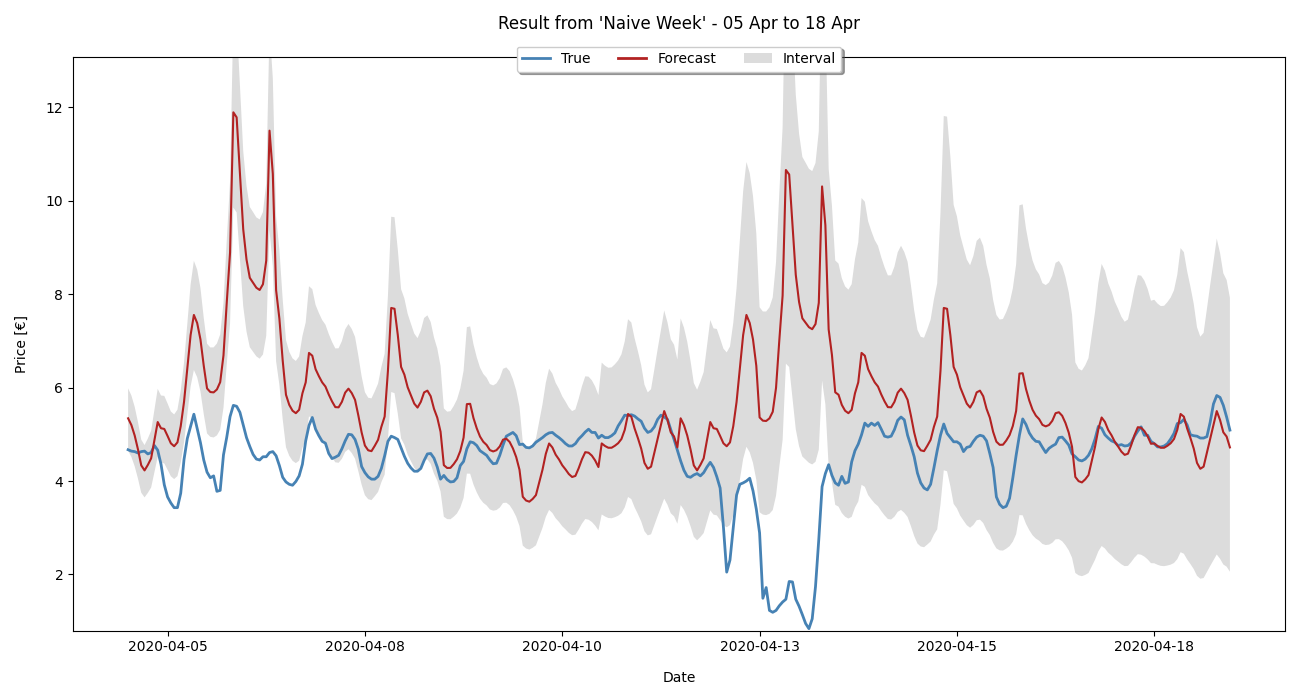 Result from 'Naive Week' - 05 Apr to 18 Apr
True Forecast Interval
Price [€]
12
10
8
6
4
2
2020-04-05 2020-04-08 2020-04-10 2020-04-13 2020-04-15 2020-04-18
Date